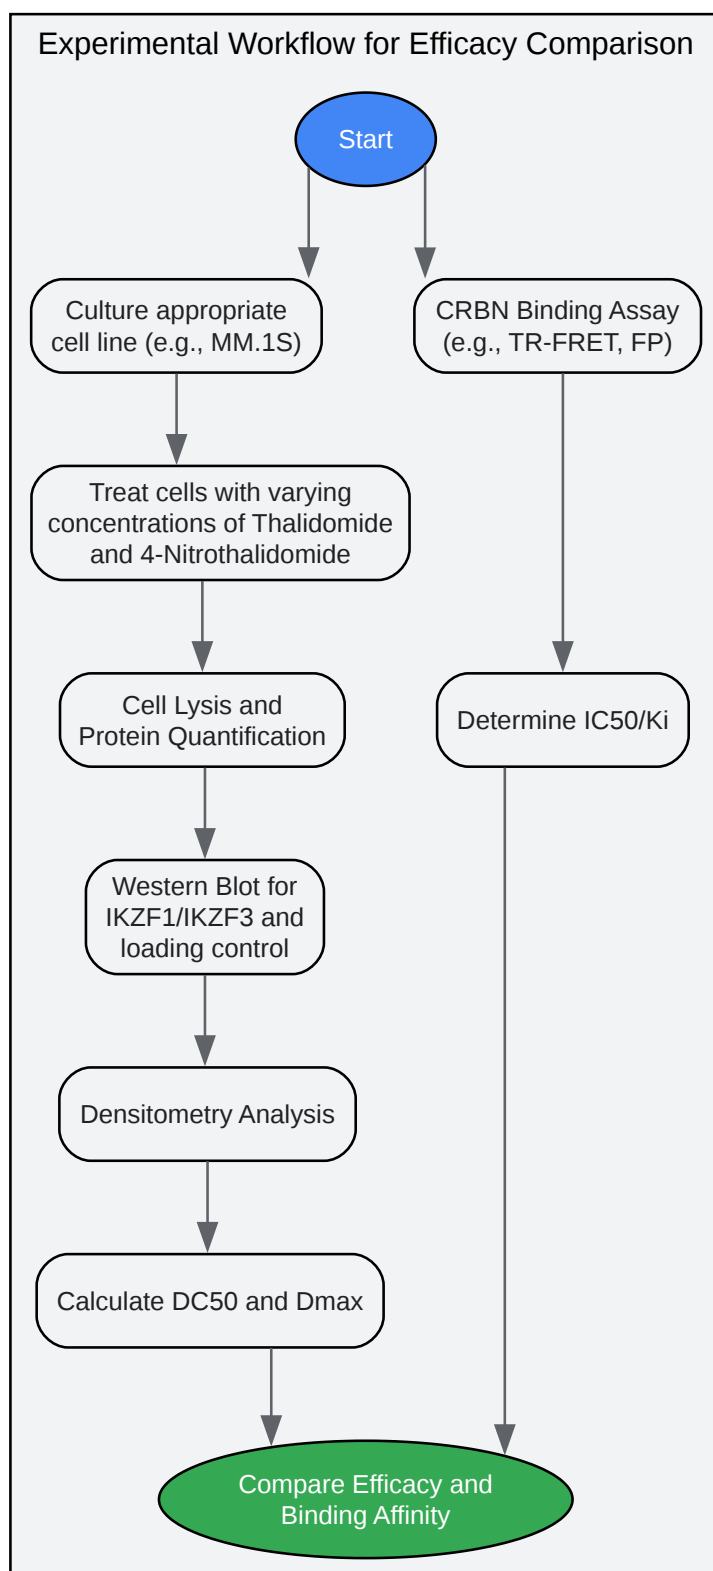 Experimental Workflow for Efficacy Comparison
Start
Culture appropriate
cell line (e.g., MM.1S)
CRBN Binding Assay
(e.g., TR-FRET, FP)
Treat cells with varying
concentrations of Thalidomide
and 4-Nitrothalidomide
Cell Lysis and
Protein Quantification
Determine IC50/Ki
Western Blot for
IKZF1/IKZF3 and
loading control
Densitometry Analysis
Calculate DC50 and Dmax
Compare Efficacy and
Binding Affinity